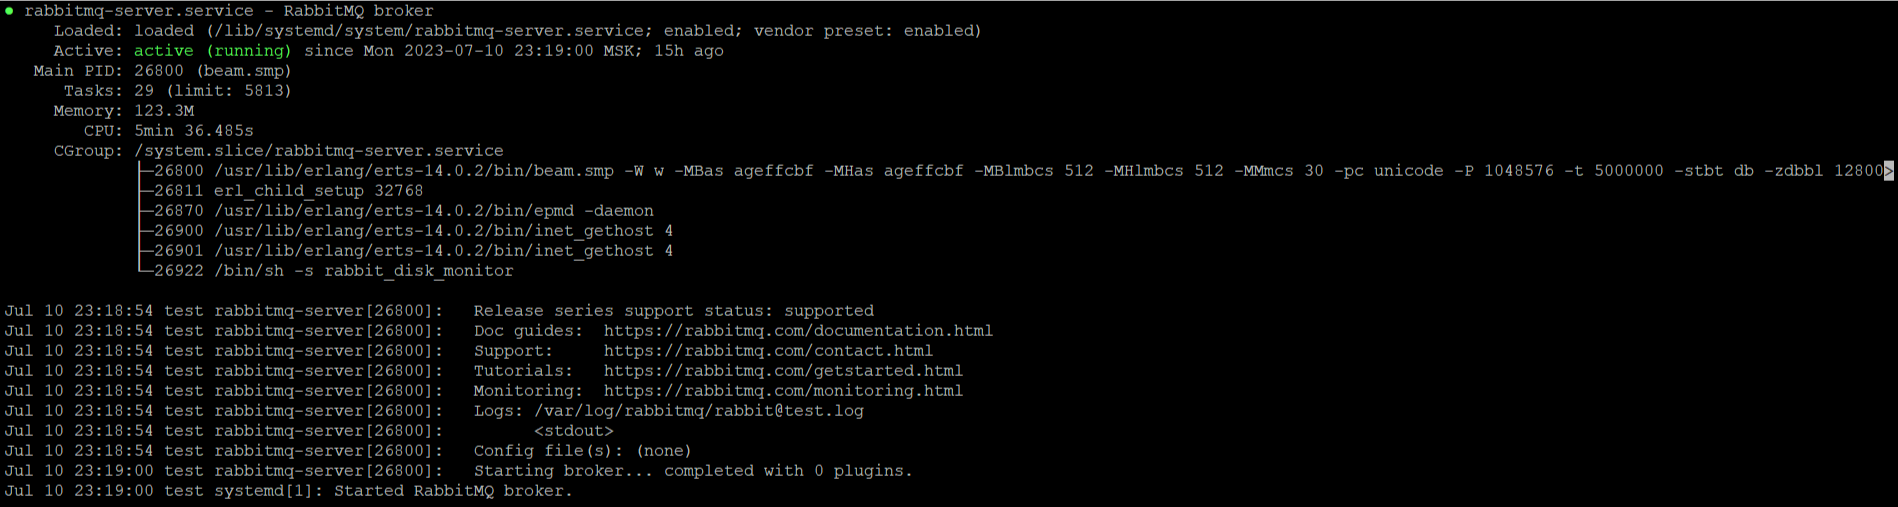 ● rabbitmq-server.service - RabbitMQ broker
     Loaded: loaded (/lib/systemd/system/rabbitmq-server.service; enabled; vendor preset: enabled)
     Active: active (running) since Mon 2023-07-10 23:19:00 MSK; 15h ago
   Main PID: 26800 (beam.smp)
      Tasks: 29 (limit: 5813)
     Memory: 123.3M
        CPU: 5min 36.485s
     CGroup: /system.slice/rabbitmq-server.service
             ├─26800 /usr/lib/erlang/erts-14.0.2/bin/beam.smp -W w -MBas ageffcbf -MHas ageffcbf -MBlmbcs 512 -MHlmbcs 512 -MMmcs 30 -pc unicode -P 1048576 -t 5000000 -stbt db -zdbbl 12800>
             ├─26811 erl_child_setup 32768
             ├─26870 /usr/lib/erlang/erts-14.0.2/bin/epmd -daemon
             ├─26900 /usr/lib/erlang/erts-14.0.2/bin/inet_gethost 4
             ├─26901 /usr/lib/erlang/erts-14.0.2/bin/inet_gethost 4
             └─26922 /bin/sh -s rabbit_disk_monitor

Jul 10 23:18:54 test rabbitmq-server[26800]:   Release series support status: supported
Jul 10 23:18:54 test rabbitmq-server[26800]:   Doc guides:  https://rabbitmq.com/documentation.html
Jul 10 23:18:54 test rabbitmq-server[26800]:   Support:     https://rabbitmq.com/contact.html
Jul 10 23:18:54 test rabbitmq-server[26800]:   Tutorials:   https://rabbitmq.com/getstarted.html
Jul 10 23:18:54 test rabbitmq-server[26800]:   Monitoring:  https://rabbitmq.com/monitoring.html
Jul 10 23:18:54 test rabbitmq-server[26800]:   Logs: /var/log/rabbitmq/rabbit@test.log
Jul 10 23:18:54 test rabbitmq-server[26800]:         <stdout>
Jul 10 23:18:54 test rabbitmq-server[26800]:   Config file(s): (none)
Jul 10 23:19:00 test rabbitmq-server[26800]:   Starting broker... completed with 0 plugins.
Jul 10 23:19:00 test systemd[1]: Started RabbitMQ broker.